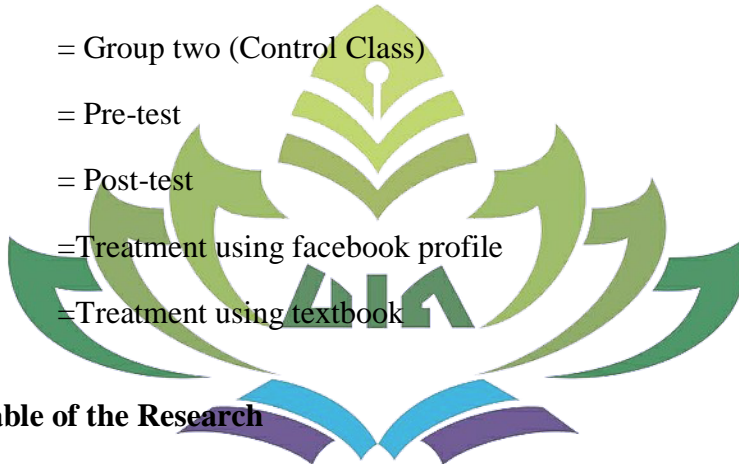 = Group two (Control Class)
= Pre-test
= Post-test
=Treatment using facebook profile
=Treatment using textbook
UIN
able of the Research